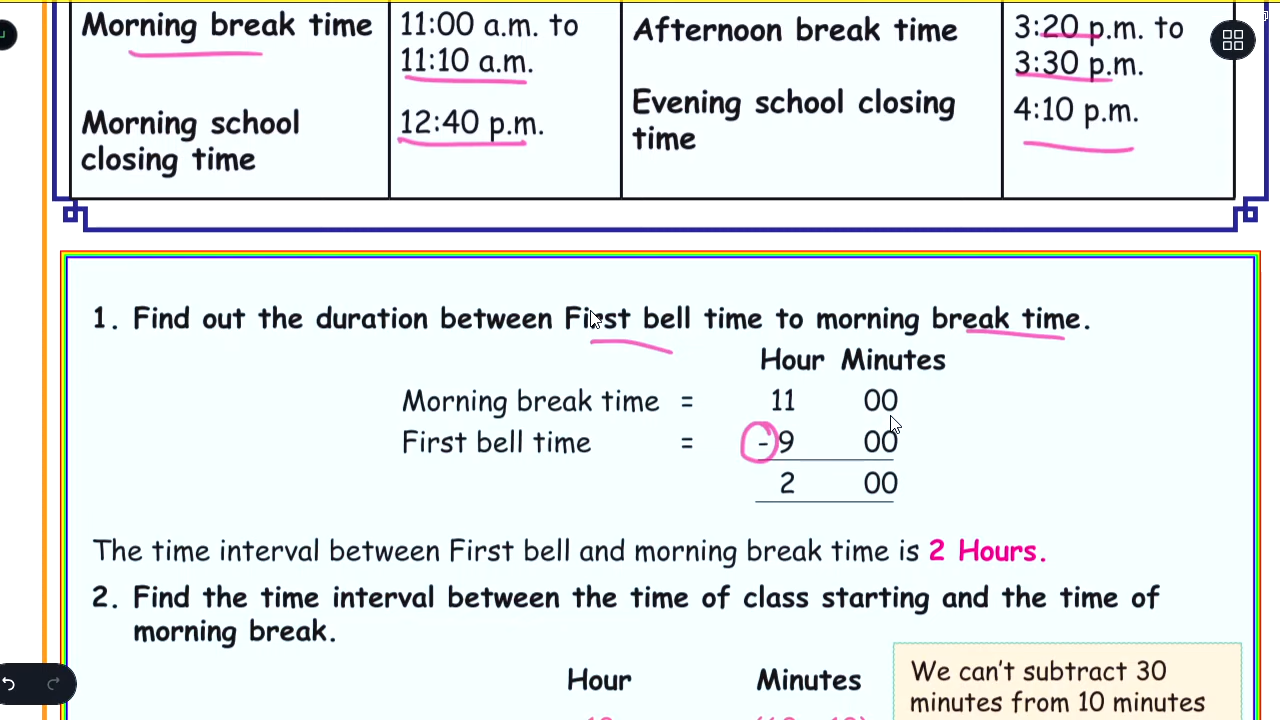 Morning break time 11:00 a.m. to 11:10 a.m. Afternoon break time 3:20 p.m. to 3:30 p.m.
Morning school closing time 12:40 p.m. Evening school closing time 4:10 p.m.
1. Find out the duration between First bell time to morning break time.
Hour Minutes
Morning break time = 11 00
First bell time = - 9 00
2 00
The time interval between First bell and morning break time is 2 Hours.
2. Find the time interval between the time of class starting and the time of
morning break.
Hour Minutes
We can't subtract 30
minutes from 10 minutes